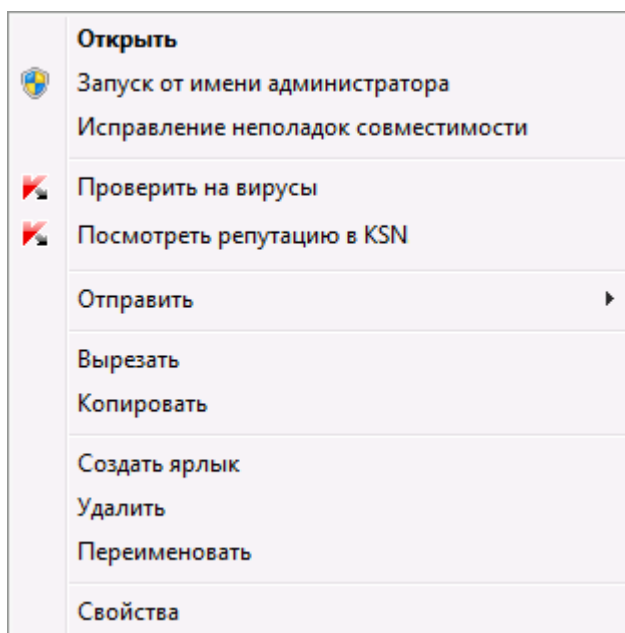 Открыть
Запуск от имени администратора
Исправление неполадок совместимости
Проверить на вирусы
Посмотреть репутацию в KSN
Отправить
Вырезать
Копировать
Создать ярлык
Удалить
Переименовать
Свойства